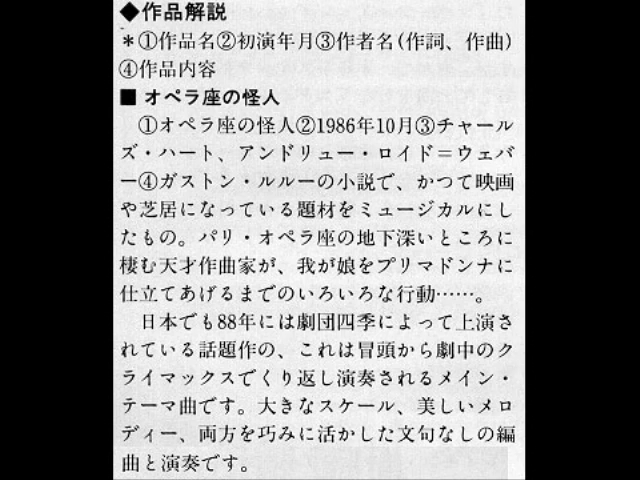 ◆作品解説
＊①作品名②初演年月③作者名(作詞、作曲)
④作品内容
■ オペラ座の怪人
①オペラ座の怪人②1986年10月③チャール
ズ・ハート、アンドリュー・ロイド＝ウェバ
ー④ガストン・ルルーの小説で、かつて映画
や芝居になっている題材をミュージカルにし
たもの。パリ・オペラ座の地下深いところに
棲む天才作曲家が、我が娘をプリマドンナに
仕立てあげるまでのいろいろな行動……。
日本でも88年には劇団四季によって上演さ
れている話題作の、これは冒頭から劇中のク
ライマックスでくり返し演奏されるメイン・
テーマ曲です。大きなスケール、美しいメロ
ディー、両方を巧みに活かした文句なしの編
曲と演奏です。